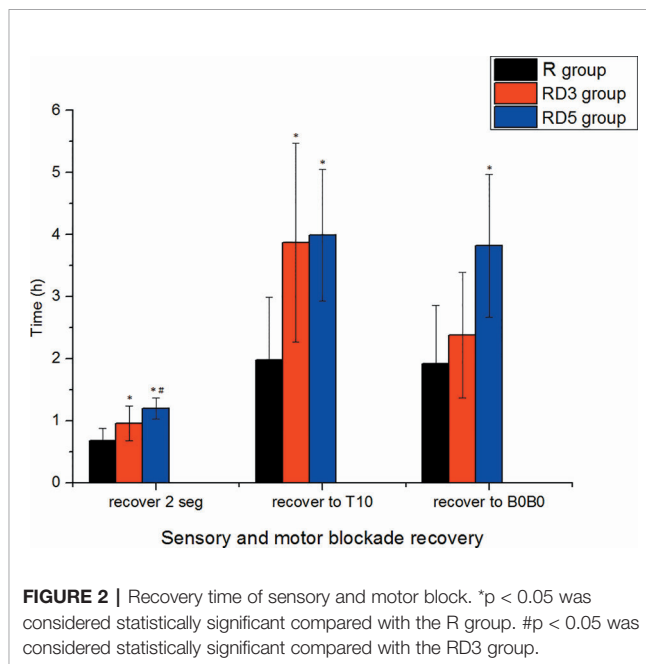 R group
RD3 group
RD5 group
6
5
4
3
2
1
0
Time (h)
*
*#
*
*
*
recover 2 seg
recover to T10
recover to B0B0
Sensory and motor blockade recovery
FIGURE 2 | Recovery time of sensory and motor block. *p < 0.05 was
considered statistically significant compared with the R group. #p < 0.05 was
considered statistically significant compared with the RD3 group.